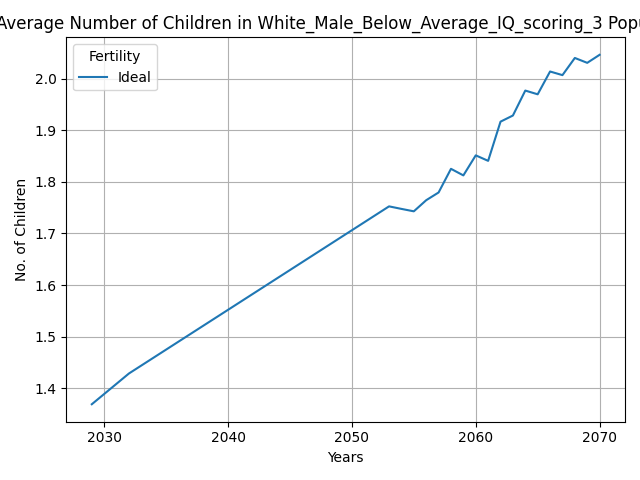 Average Number of Children in White_Male_Below_Average_IQ_scoring_3
Fertility
Ideal
No. of Children
2.0
1.9
1.8
1.7
1.6
1.5
1.4
2030 2040 2050 2060 2070
Years